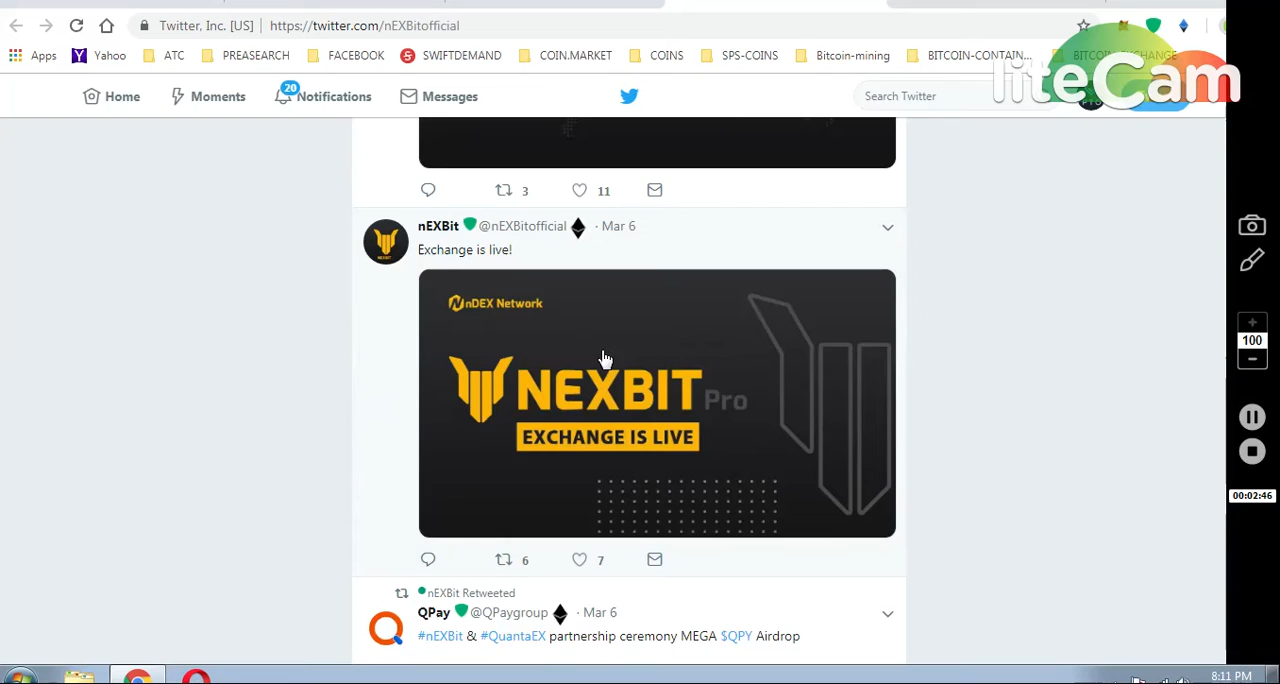 Twitter, Inc. [US] | https://twitter.com/nEXBitofficial
Apps Yahoo ATC PREASEARCH FACEBOOK SWIFTDEMAND COIN.MARKET COINS SPS-COINS Bitcoin-mining BITCOIN-CONTAIN... BITCOIN-EXCHANGE
liteCam
Home Moments 20 Notifications Messages Search Twitter
3 11
nEXBit @nEXBitofficial · Mar 6
Exchange is live!
nDEX Network
NEXBIT Pro
EXCHANGE IS LIVE
6 7
nEXBit Retweeted
QPay @QPaygroup · Mar 6
#nEXBit & #QuantaEX partnership ceremony MEGA $QPY Airdrop
100
00:02:46
8:11 PM